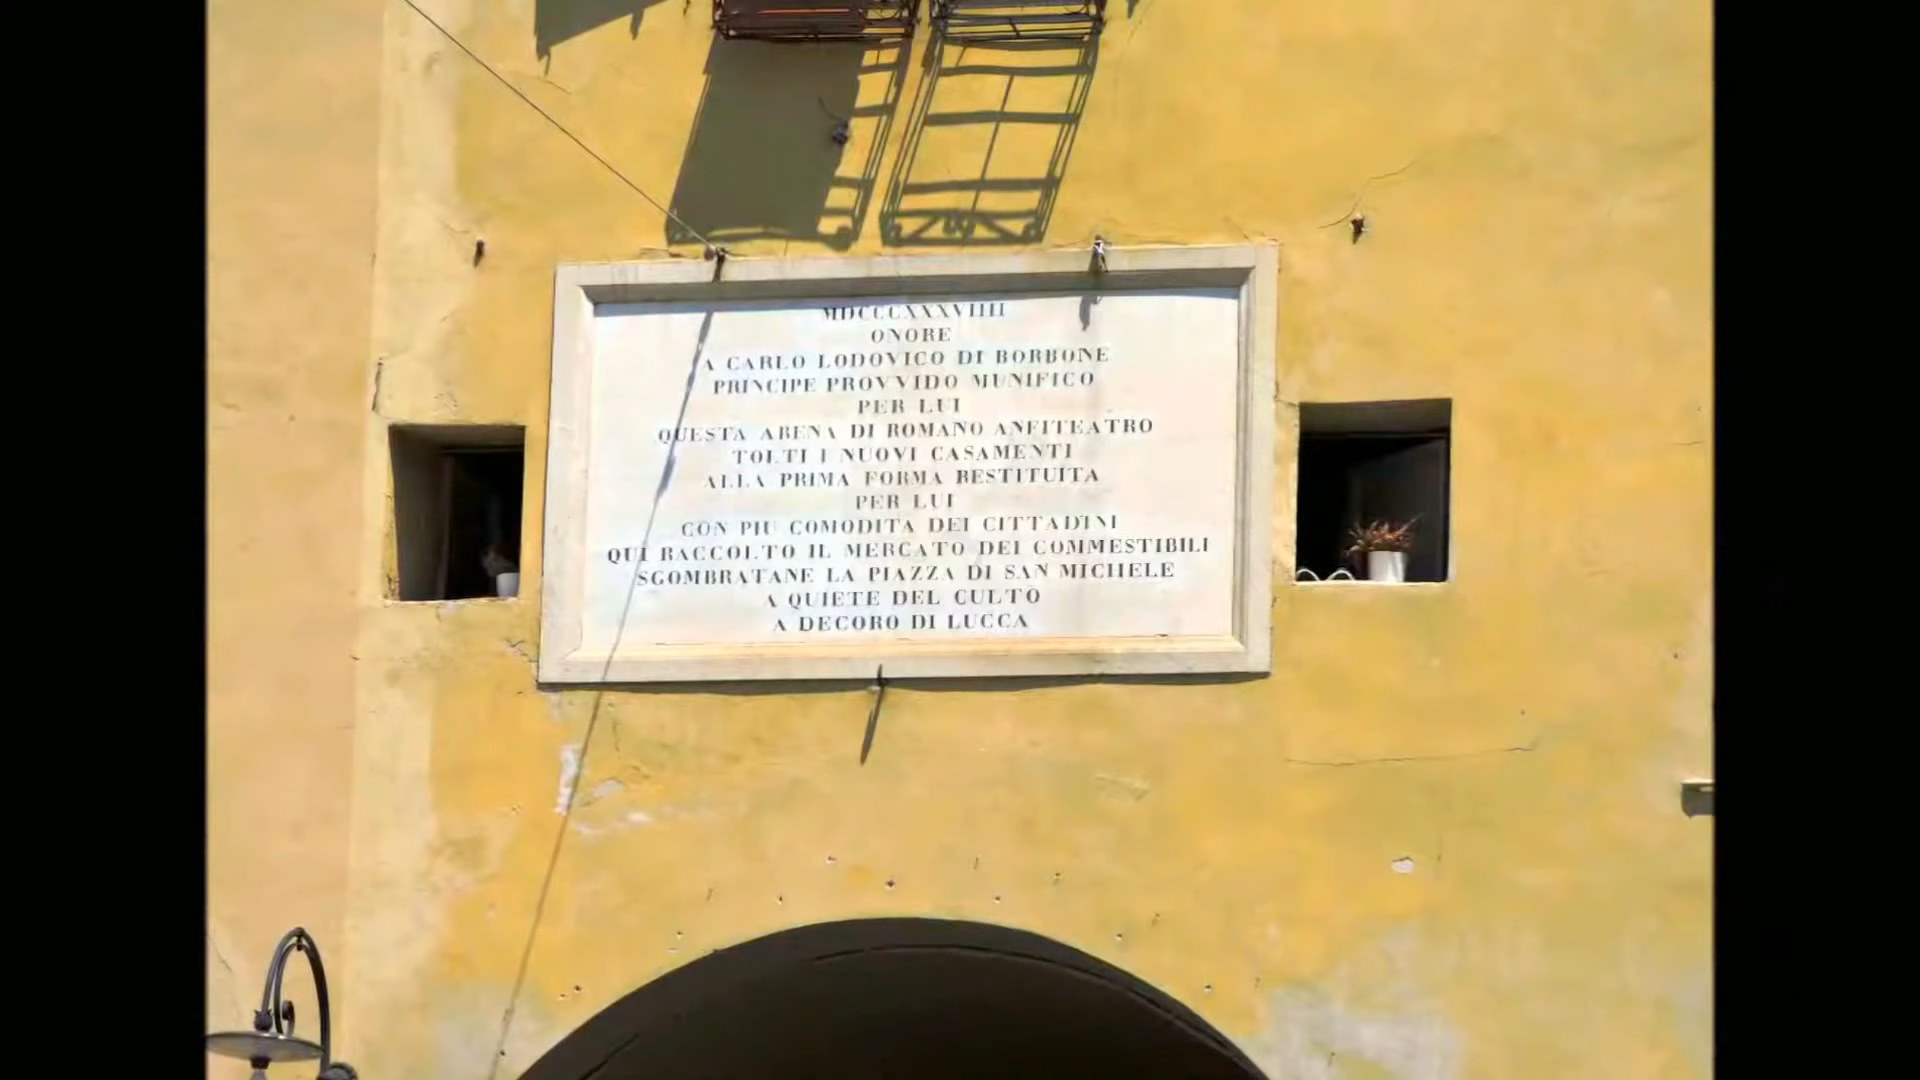 MDCCCXXXVIIII
ONORE
A CARLO LODOVICO DI BORBONE
PRINCIPE PROVVIDO MUNIFICO
PER LUI
QUESTA ARENA DI ROMANO ANFITEATRO
TOLTI I NUOVI CASAMENTI
ALLA PRIMA FORMA RESTITUITA
PER LUI
CON PIU COMODITA DEI CITTADINI
QUI RACCOLTO IL MERCATO DEI COMMESTIBILI
SGOMBRATANE LA PIAZZA DI SAN MICHELE
A QUIETE DEL CULTO
A DECORO DI LUCCA